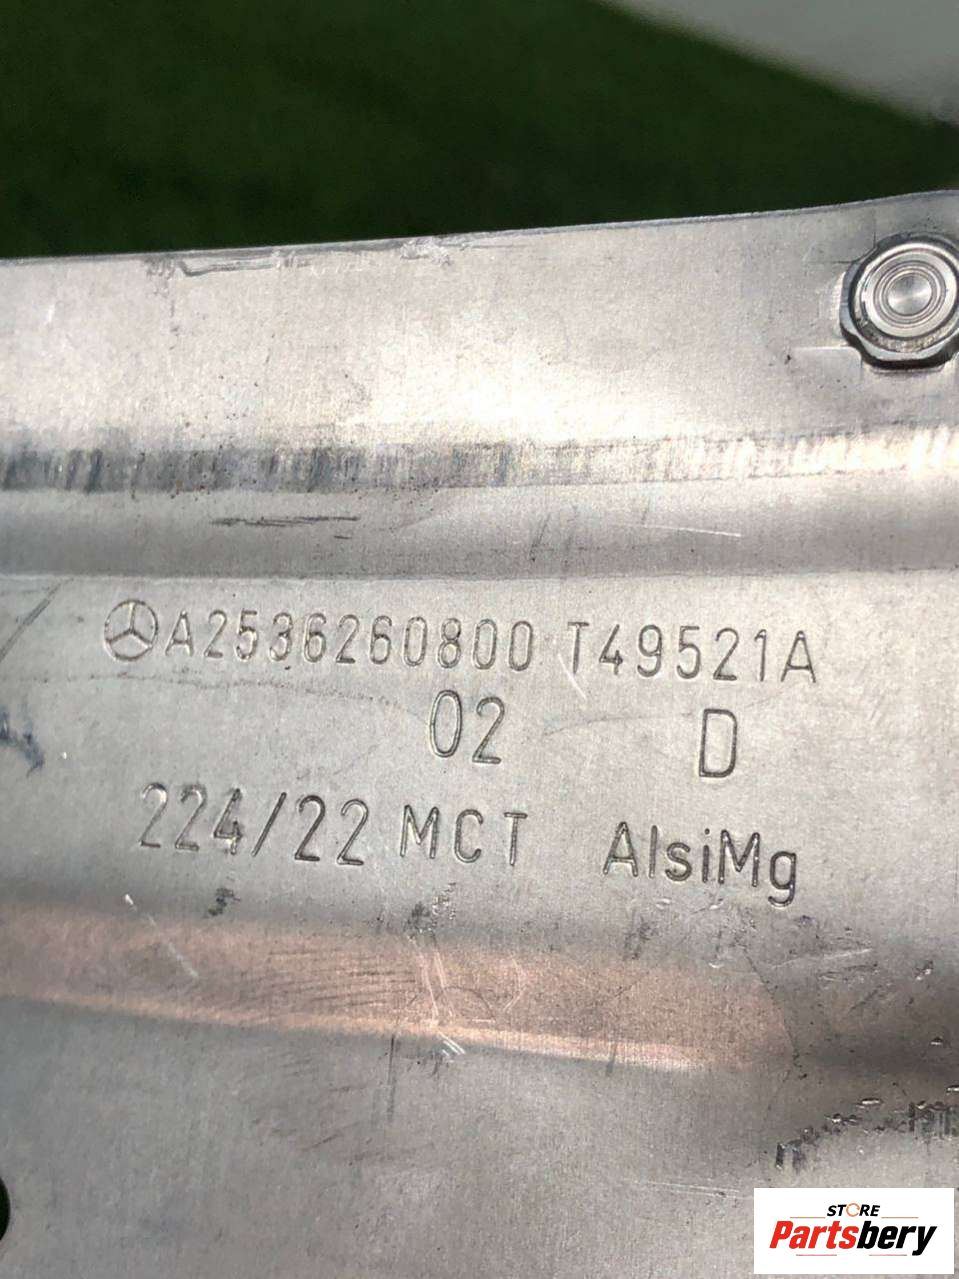 A2536260800 T49521A
02 D
224/22 MCT AlsiMg
STORE
Partsbery